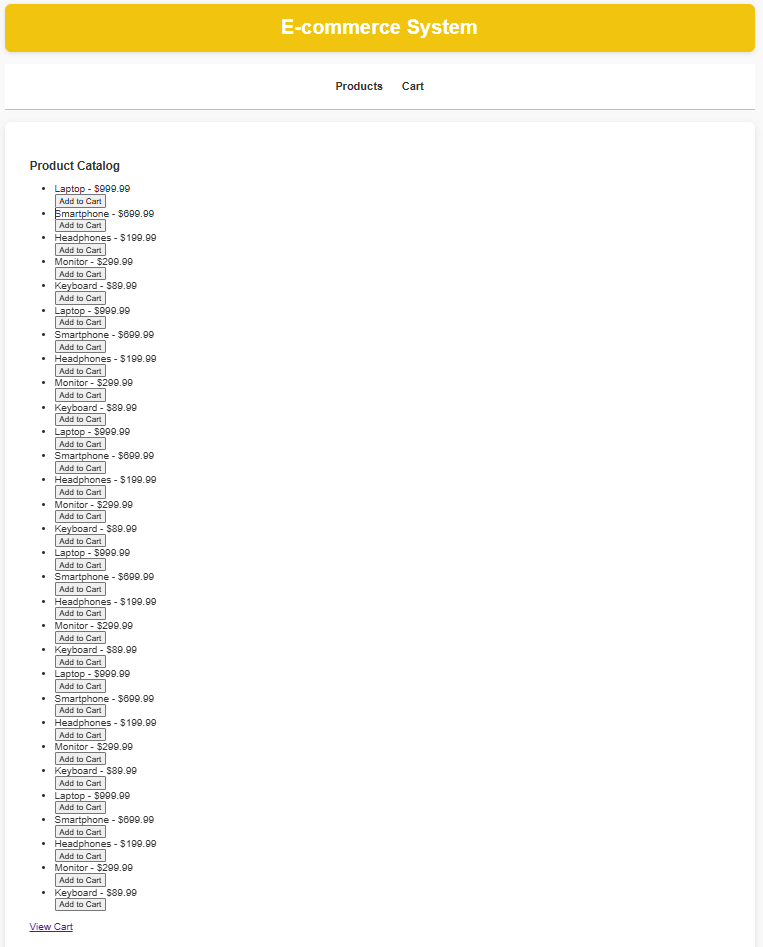 E-commerce System
Products Cart
Product Catalog
Laptop - $999.99
Add to Cart
Smartphone - $699.99
Add to Cart
Headphones - $199.99
Add to Cart
Monitor - $299.99
Add to Cart
Keyboard - $89.99
Add to Cart
Laptop - $999.99
Add to Cart
Smartphone - $699.99
Add to Cart
Headphones - $199.99
Add to Cart
Monitor - $299.99
Add to Cart
Keyboard - $89.99
Add to Cart
Laptop - $999.99
Add to Cart
Smartphone - $699.99
Add to Cart
Headphones - $199.99
Add to Cart
Monitor - $299.99
Add to Cart
Keyboard - $89.99
Add to Cart
Laptop - $999.99
Add to Cart
Smartphone - $699.99
Add to Cart
Headphones - $199.99
Add to Cart
Monitor - $299.99
Add to Cart
Keyboard - $89.99
Add to Cart
Laptop - $999.99
Add to Cart
Smartphone - $699.99
Add to Cart
Headphones - $199.99
Add to Cart
Monitor - $299.99
Add to Cart
Keyboard - $89.99
Add to Cart
Laptop - $999.99
Add to Cart
Smartphone - $699.99
Add to Cart
Headphones - $199.99
Add to Cart
Monitor - $299.99
Add to Cart
Keyboard - $89.99
Add to Cart
View Cart